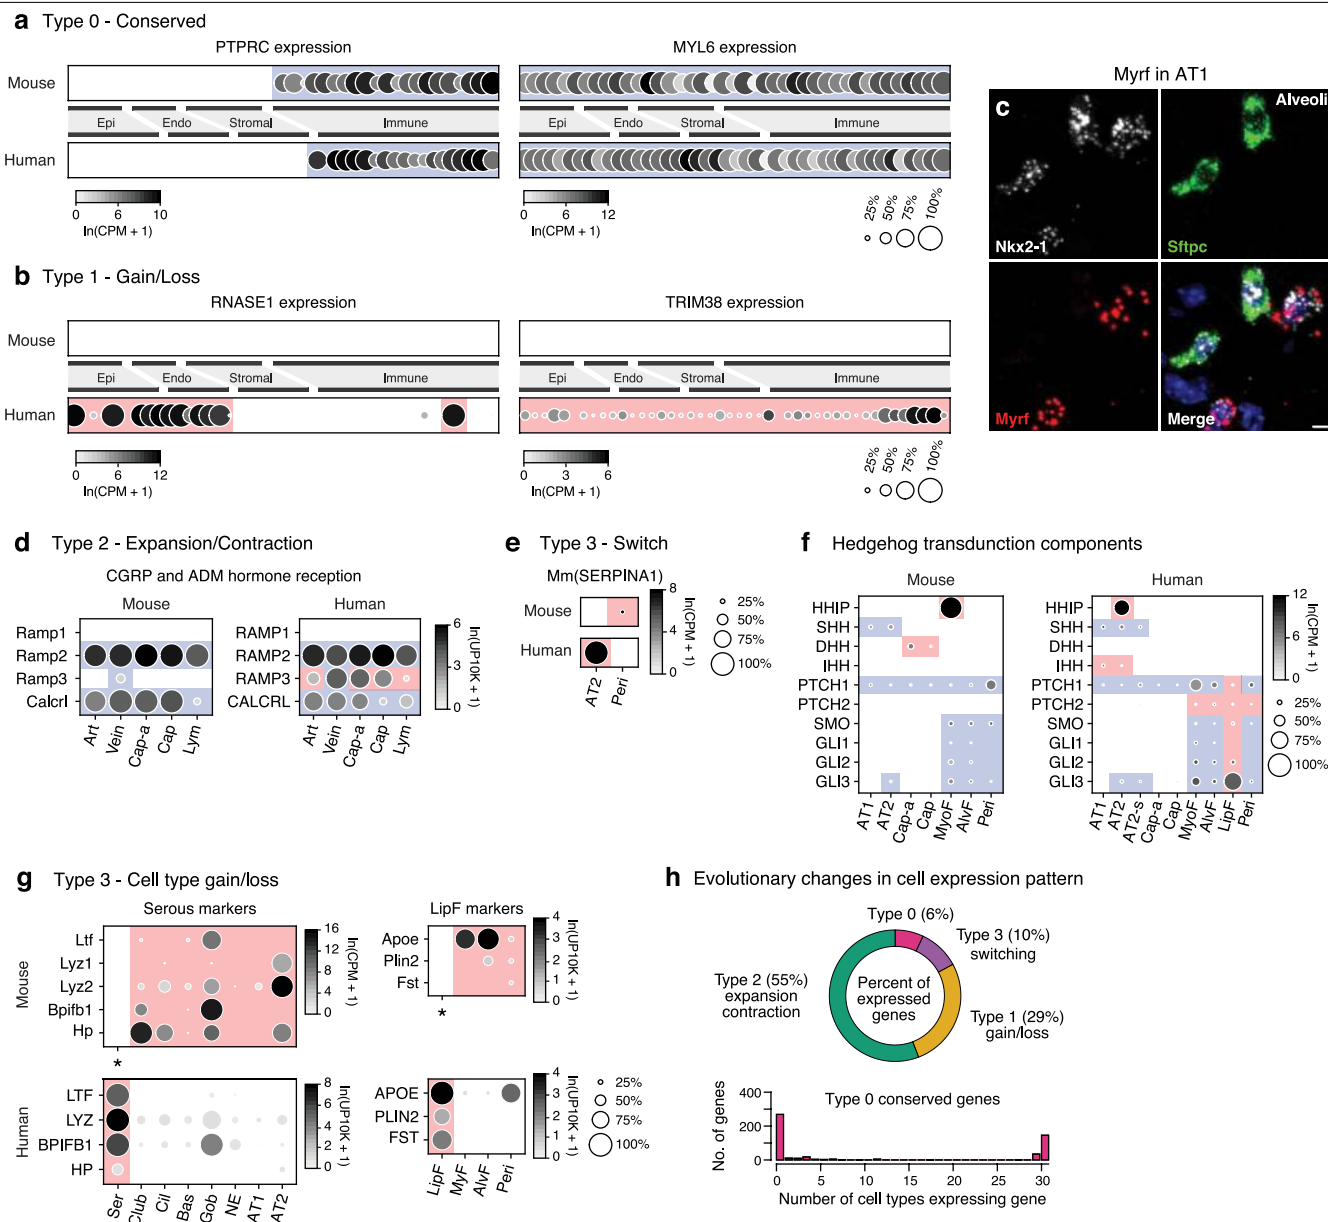 a Type 0 - Conserved
PTPRC expression
MYL6 expression
Mouse
Epi Endo Stromal Immune
Epi Endo Stromal Immune
Human
0 6 10
ln(CPM + 1)
0 6 12
ln(CPM + 1)
25% 50% 75% 100%
b Type 1 - Gain/Loss
RNASE1 expression
TRIM38 expression
Mouse
Epi Endo Stromal Immune
Epi Endo Stromal Immune
Human
0 6 12
ln(CPM + 1)
0 3 6
ln(CPM + 1)
25% 50% 75% 100%
Myrf in AT1
c
Alveoli
Nkx2-1
Sftpc
Myrf
Merge
d Type 2 - Expansion/Contraction
CGRP and ADM hormone reception
Mouse
Human
Ramp1
Ramp2
Ramp3
Calcrl
Art Vein Cap-a Cap Lym
RAMP1
RAMP2
RAMP3
CALCRL
Art Vein Cap-a Cap Lym
6
3
0
ln(UP10K + 1)
e Type 3 - Switch
Mm(SERPINA1)
Mouse
Human
AT2 Peri
8
4
0
ln(CPM + 1)
25%
50%
75%
100%
f Hedgehog transduction components
Mouse
Human
HHIP
SHH
DHH
IHH
PTCH1
PTCH2
SMO
GLI1
GLI2
GLI3
AT1 AT2 Cap-a Cap MyoF AlvF Peri
HHIP
SHH
DHH
IHH
PTCH1
PTCH2
SMO
GLI1
GLI2
GLI3
AT1 AT2 AT2-s Cap-a Cap MyoF AlvF LipF Peri
12
6
0
ln(CPM + 1)
25%
50%
75%
100%
g Type 3 - Cell type gain/loss
Serous markers
LipF markers
Mouse
Ltf
Lyz1
Lyz2
Bpifb1
Hp
*
16
12
8
4
0
ln(CPM + 1)
Apoe
Plin2
Fst
*
4
3
2
1
0
ln(UP10K + 1)
Human
LTF
LYZ
BPIFB1
HP
Ser Club Cil Bas Gob NE AT1 AT2
8
6
4
2
0
ln(UP10K + 1)
APOE
PLIN2
FST
LipF MyF AlvF Peri
4
3
2
1
0
ln(UP10K + 1)
25%
50%
75%
100%
h Evolutionary changes in cell expression pattern
Type 0 (6%)
Type 3 (10%)
switching
Type 2 (55%)
expansion
contraction
Percent of
expressed
genes
Type 1 (29%)
gain/loss
Type 0 conserved genes
No. of genes
400
200
0
0 5 10 15 20 25 30
Number of cell types expressing gene